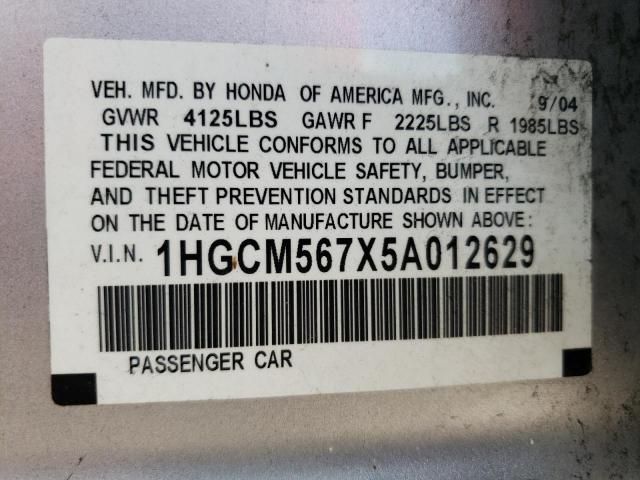 VEH. MFD. BY HONDA OF AMERICA MFG., INC. 9/04
GVWR 4125LBS GAWR F 2225LBS R 1985LBS
THIS VEHICLE CONFORMS TO ALL APPLICABLE
FEDERAL MOTOR VEHICLE SAFETY, BUMPER,
AND THEFT PREVENTION STANDARDS IN EFFECT
ON THE DATE OF MANUFACTURE SHOWN ABOVE:
V.I.N. 1HGCM567X5A012629
PASSENGER CAR